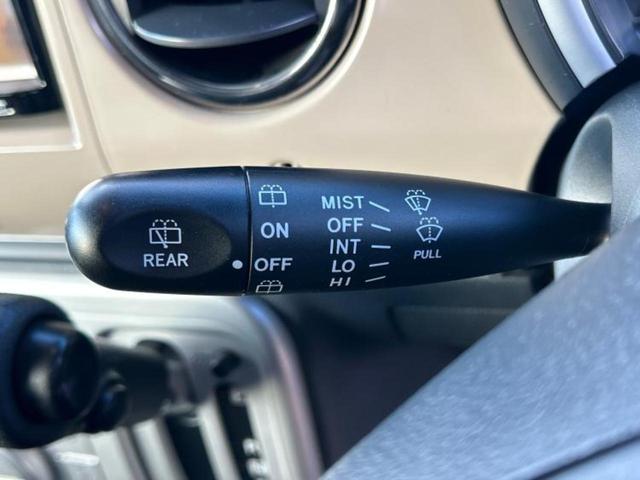 REAR
ON
OFF
MIST
OFF
INT
LO
HI
PULL